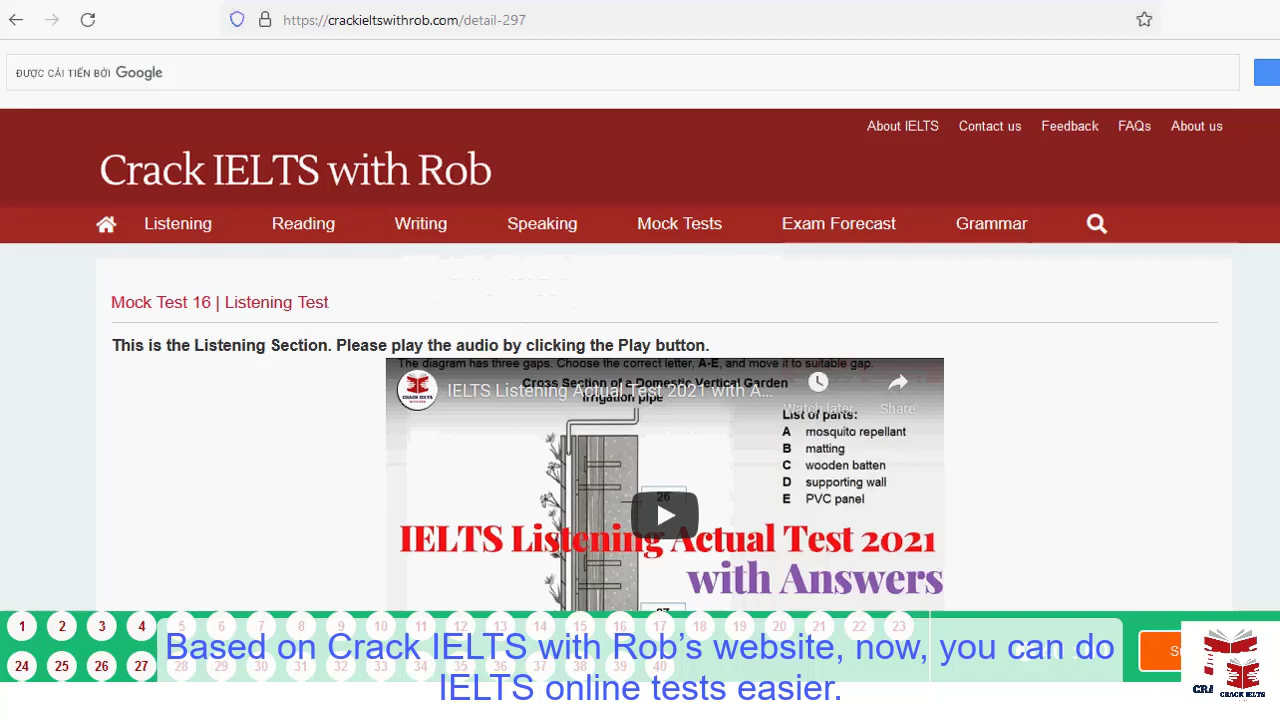 https://crackieltswithrob.com/detail-297
ĐƯỢC CẢI TIẾN BỞI Google
About IELTS Contact us Feedback FAQs About us
Crack IELTS with Rob
Listening Reading Writing Speaking Mock Tests Exam Forecast Grammar
Mock Test 16 | Listening Test
This is the Listening Section. Please play the audio by clicking the Play button.
The diagram has three gaps. Choose the correct letter, A-E, and move it to suitable gap.
Cross Section of a Domestic Vertical Garden
IELTS Listening Actual Test 2021 with A...
Irrigation pipe
Watch later Share
List of parts:
A mosquito repellant
B matting
C wooden batten
D supporting wall
E PVC panel
26
IELTS Listening Actual Test 2021
with Answers
27
1 2 3 4 5 6 7 8 9 10 11 12 13 14 15 16 17 18 19 20 21 22 23
Based on Crack IELTS with Rob’s website, now, you can do
24 25 26 27 28 29 30 31 32 33 34 35 36 37 38 39 40
IELTS online tests easier.
CRACK IELTS